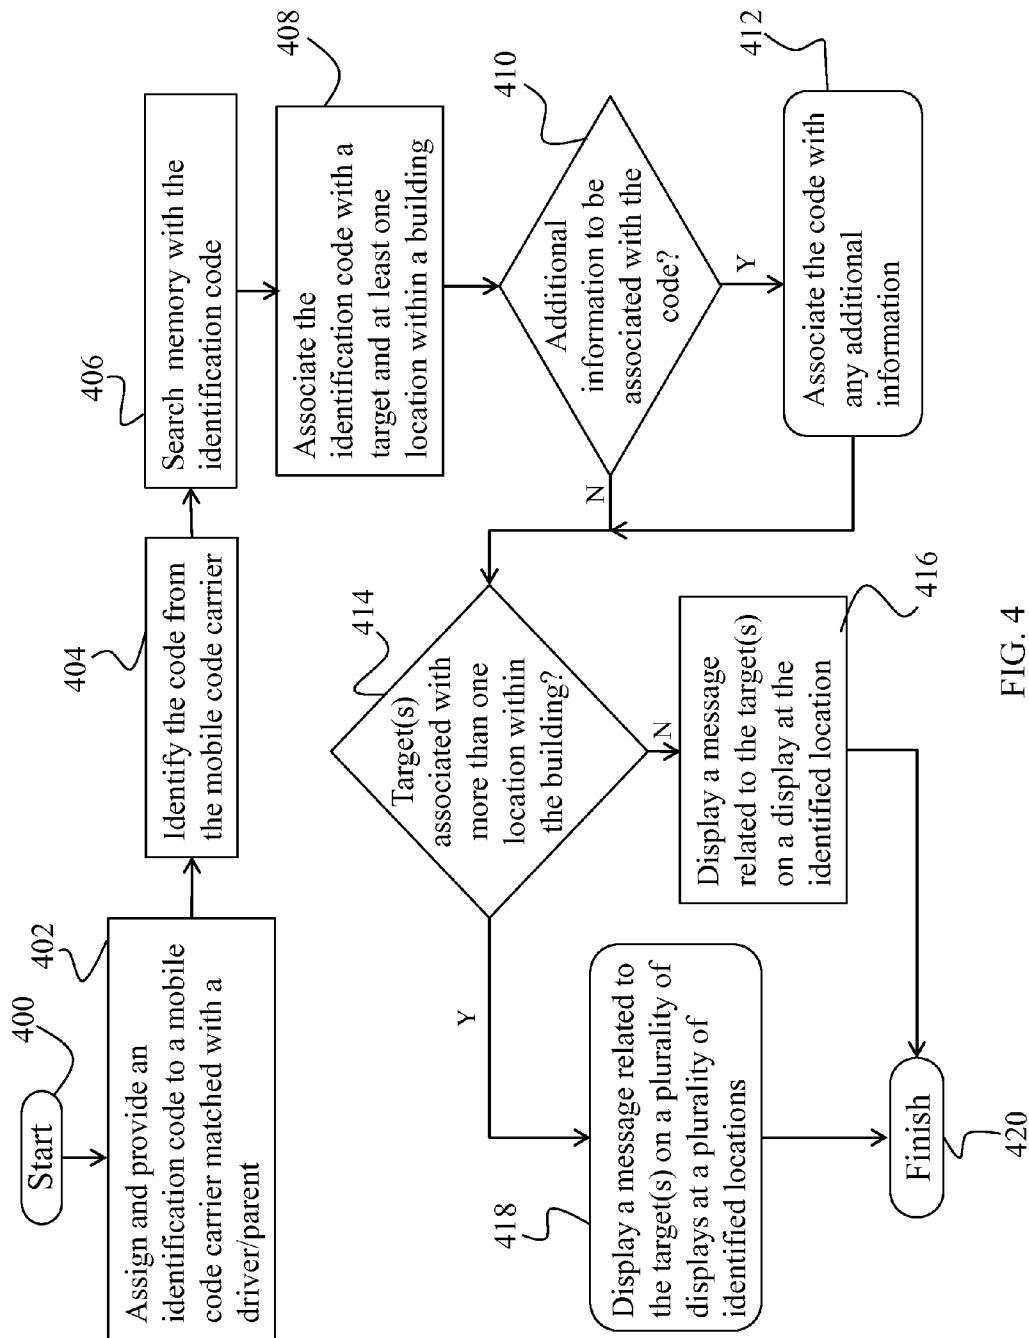 Start
400
402
Assign and provide an
identification code to a mobile
code carrier matched with a
driver/parent
404
Identify the code from
the mobile code carrier
406
Search memory with the
identification code
408
Associate the
identification code with a
target and at least one
location within a building
410
Additional
information to be
associated with the
code?
Y
N
412
Associate the code with
any additional
information
414
Target(s)
associated with
more than one
location within
the building?
N
Y
416
Display a message
related to the target(s)
on a display at the
identified location
418
Display a message related to
the target(s) on a plurality of
displays at a plurality of
identified locations
Finish
420
FIG. 4